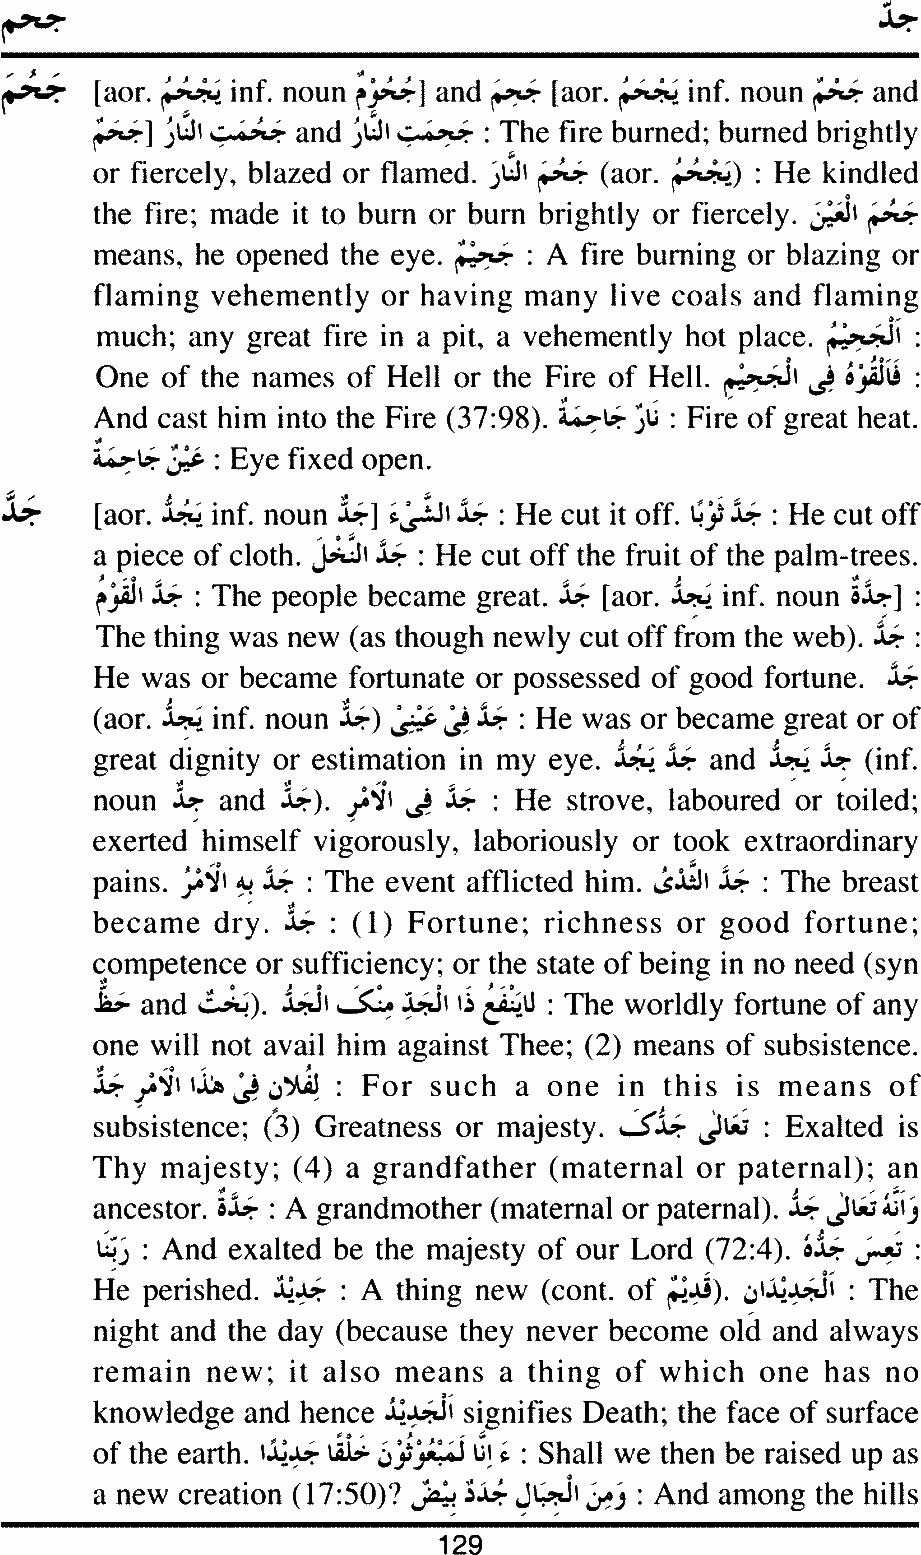 جحم جدّ
جَحُمَ [aor. يَجْحُمُ inf. noun جُحُوْمٌ] and جَحِمَ [aor. يَجْحَمُ inf. noun جَحْمٌ and
جَحَمٌ] جَحُمَتِ النَّارُ and جَحِمَتِ النَّارُ : The fire burned; burned brightly
or fiercely, blazed or flamed. جَحَمَ النَّارَ (aor. يَجْحَمُ) : He kindled
the fire; made it to burn or burn brightly or fiercely. جَحَمَ الْعَيْنَ
means, he opened the eye. جَحِيْمٌ : A fire burning or blazing or
flaming vehemently or having many live coals and flaming
much; any great fire in a pit, a vehemently hot place. اَلْجَحِيْمُ :
One of the names of Hell or the Fire of Hell. فَاَلْقُوْهُ فِى الْجَحِيْمِ :
And cast him into the Fire (37:98). نَارٌ جَاحِمَةٌ : Fire of great heat.
عَيْنٌ جَاحِمَةٌ : Eye fixed open.
جَدَّ [aor. يَجُدُّ inf. noun جَدٌّ] جَدَّ الشَّيْءَ : He cut it off. جَدَّ ثَوْبًا : He cut off
a piece of cloth. جَدَّ النَّخْلَ : He cut off the fruit of the palm-trees.
جَدَّ الْقَوْمُ : The people became great. جَدَّ [aor. يَجِدُّ inf. noun جِدَّةٌ] :
The thing was new (as though newly cut off from the web). جَدَّ :
He was or became fortunate or possessed of good fortune. جَدَّ
(aor. يَجِدُّ inf. noun جَدٌّ) جَدَّ فِىْ عَيْنِىْ : He was or became great or of
great dignity or estimation in my eye. جَدَّ يَجُدُّ and جَدَّ يَجِدُّ (inf.
noun جِدٌّ and جَدٌّ). جَدَّ فِى الْاَمْرِ : He strove, laboured or toiled;
exerted himself vigorously, laboriously or took extraordinary
pains. جَدَّ بِهِ الْاَمْرُ : The event afflicted him. جَدَّ الثَّدْىُ : The breast
became dry. جَدٌّ : (1) Fortune; richness or good fortune;
competence or sufficiency; or the state of being in no need (syn
حَظٌّ and بَخْتٌ). لَايَنْفَعُ ذَا الْجَدِّ مِنْكَ الْجَدُّ : The worldly fortune of any
one will not avail him against Thee; (2) means of subsistence.
لِفُلَانٍ فِىْ هٰذَا الْاَمْرِ جَدٌّ : For such a one in this is means of
subsistence; (3) Greatness or majesty. تَعَالٰى جَدُّكَ : Exalted is
Thy majesty; (4) a grandfather (maternal or paternal); an
ancestor. جَدَّةٌ : A grandmother (maternal or paternal). وَاَنَّهٗ تَعَالٰى جَدُّ
رَبِّنَا : And exalted be the majesty of our Lord (72:4). تَعِسَ جَدُّهٗ :
He perished. جَدِيْدٌ : A thing new (cont. of قَدِيْمٌ). اَلْجَدِيْدَانِ : The
night and the day (because they never become old and always
remain new; it also means a thing of which one has no
knowledge and hence اَلْجَدِيْدُ signifies Death; the face of surface
of the earth. ءَ اِنَّا لَمَبْعُوْثُوْنَ خَلْقًا جَدِيْدًا : Shall we then be raised up as
a new creation (17:50)? وَمِنَ الْجِبَالِ جُدَدٌ بِيْضٌ : And among the hills
129